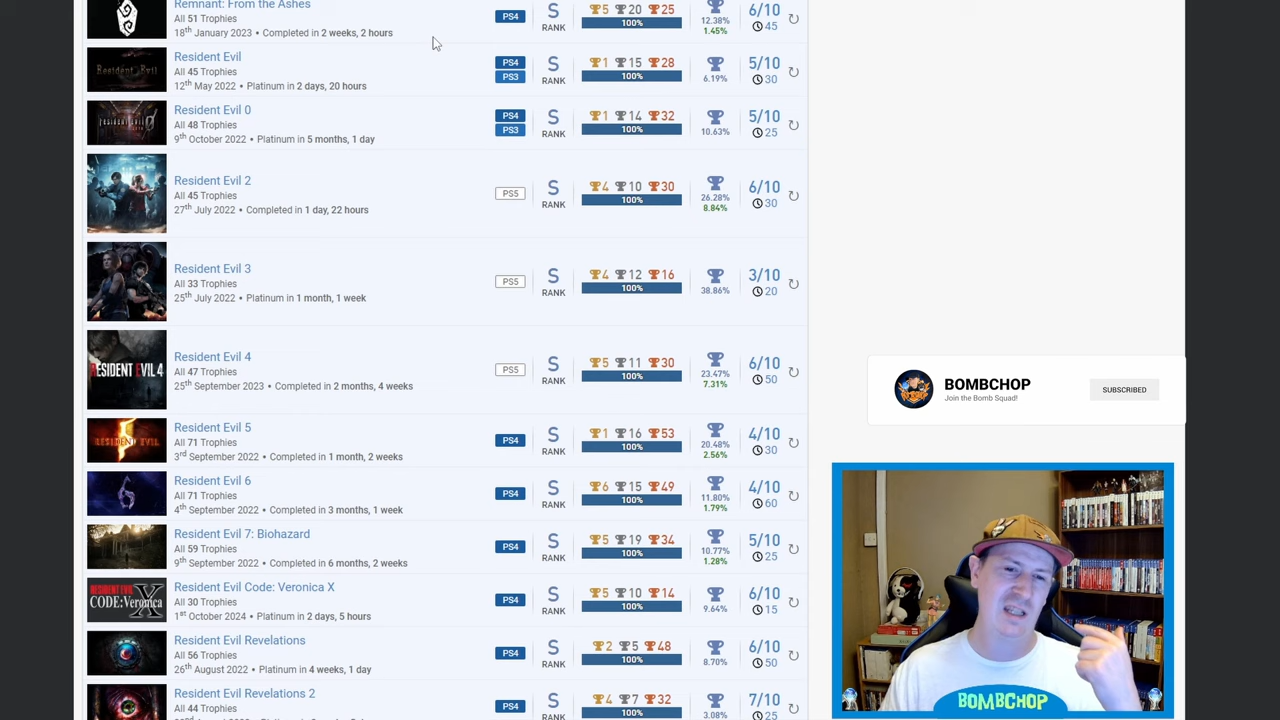 Remnant: From the Ashes
All 51 Trophies
18th January 2023 • Completed in 2 weeks, 2 hours
PS4
S
RANK
5 20 25
100%
12.38%
1.45%
6/10
45
Resident Evil
All 45 Trophies
12th May 2022 • Platinum in 2 days, 20 hours
PS4
PS3
S
RANK
1 15 28
100%
6.19%
5/10
30
Resident Evil 0
All 48 Trophies
9th October 2022 • Platinum in 5 months, 1 day
PS4
PS3
S
RANK
1 14 32
100%
10.63%
5/10
25
Resident Evil 2
All 45 Trophies
27th July 2022 • Completed in 1 day, 22 hours
PS5
S
RANK
4 10 30
100%
26.28%
8.84%
6/10
30
Resident Evil 3
All 33 Trophies
25th July 2022 • Platinum in 1 month, 1 week
PS5
S
RANK
4 12 16
100%
38.86%
3/10
20
RESIDENT EVIL 4
Resident Evil 4
All 47 Trophies
25th September 2023 • Completed in 2 months, 4 weeks
PS5
S
RANK
5 11 30
100%
23.47%
7.31%
6/10
50
BOMBCHOP
Join the Bomb Squad!
SUBSCRIBED
RESIDENT EVIL
Resident Evil 5
All 71 Trophies
3rd September 2022 • Completed in 1 month, 2 weeks
PS4
S
RANK
1 16 53
100%
20.48%
2.56%
4/10
30
Resident Evil 6
All 71 Trophies
4th September 2022 • Completed in 3 months, 1 week
PS4
S
RANK
6 15 49
100%
11.80%
1.79%
4/10
60
Resident Evil 7: Biohazard
All 59 Trophies
9th September 2022 • Completed in 6 months, 2 weeks
PS4
S
RANK
5 19 34
100%
10.77%
1.28%
5/10
25
RESIDENT EVIL
CODE:Veronica X
Resident Evil Code: Veronica X
All 30 Trophies
1st October 2024 • Platinum in 2 days, 5 hours
PS4
S
RANK
5 10 14
100%
9.64%
6/10
15
Resident Evil Revelations
All 56 Trophies
26th August 2022 • Platinum in 4 weeks, 1 day
PS4
S
RANK
2 5 48
100%
8.70%
6/10
50
Resident Evil Revelations 2
All 44 Trophies
PS4
S
RANK
4 7 32
100%
3.08%
7/10
25
BOMBCHOP